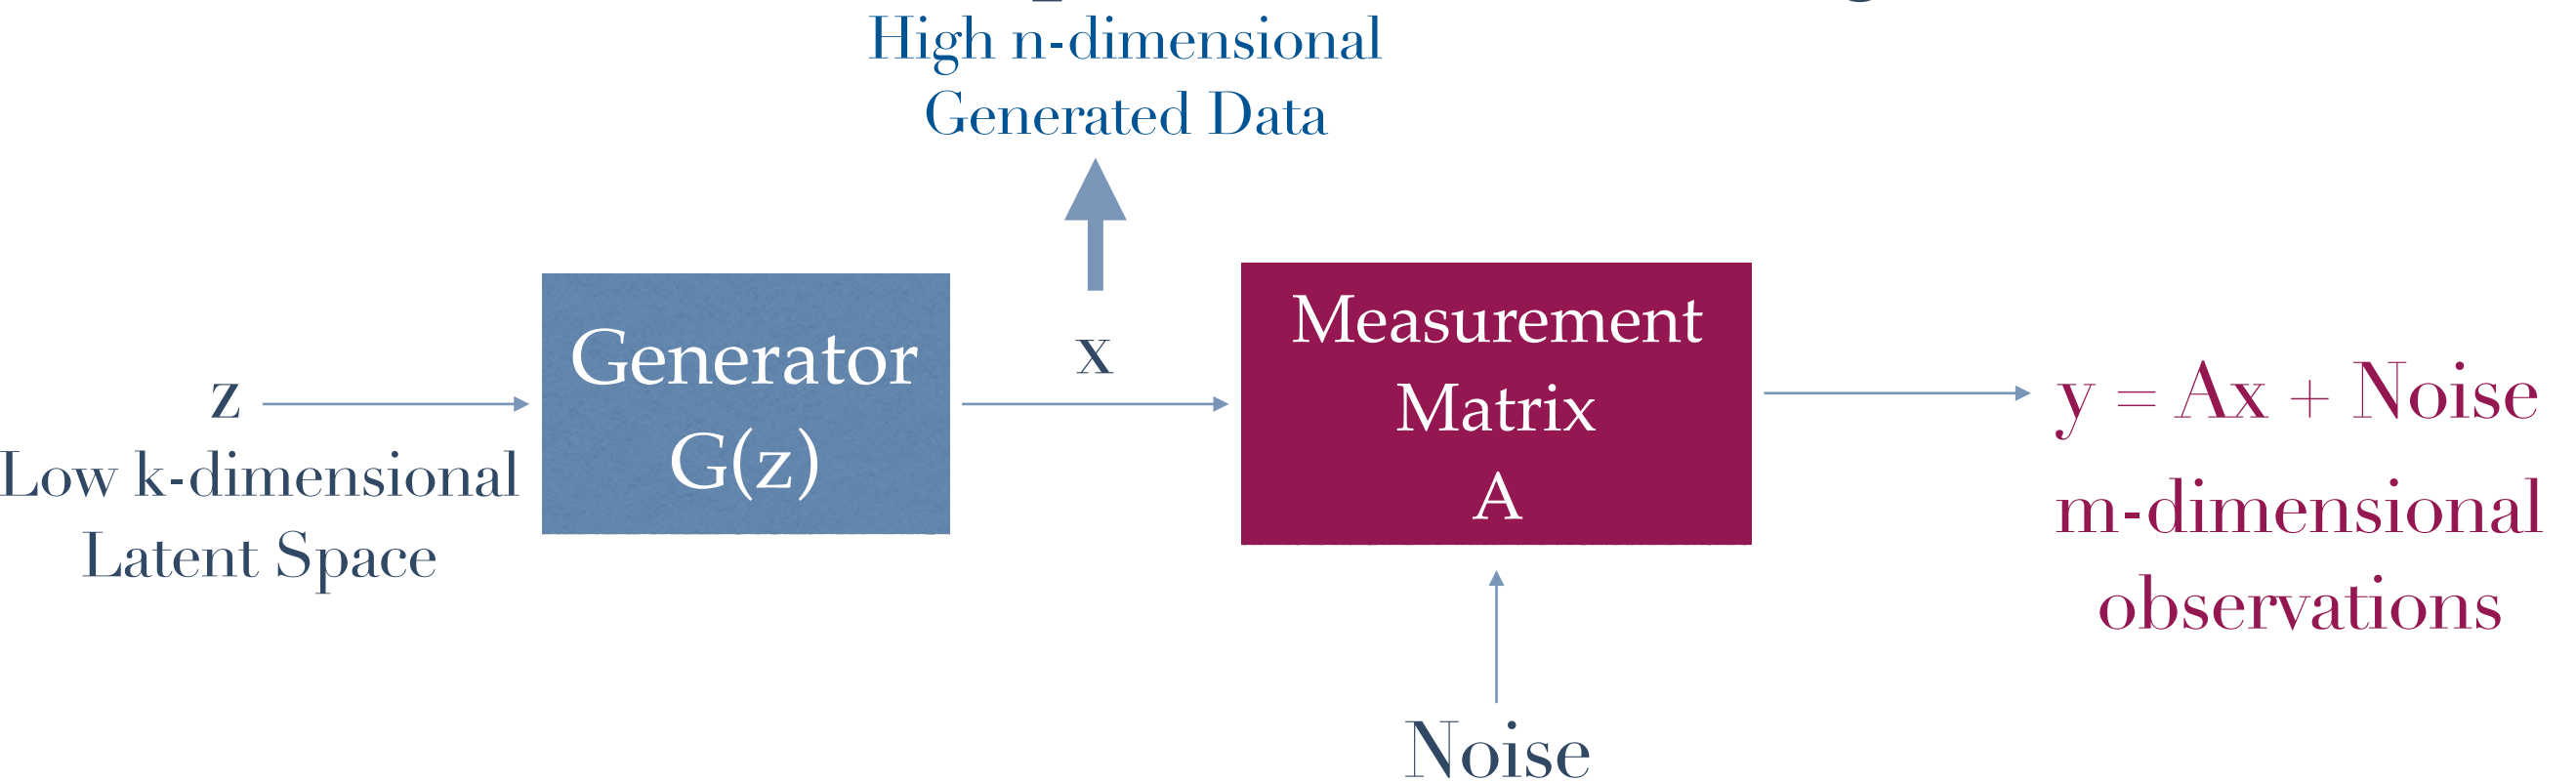 High n-dimensional
Generated Data
z
Low k-dimensional
Latent Space
Generator
G(z)
x
Measurement
Matrix
A
Noise
y = Ax + Noise
m-dimensional
observations